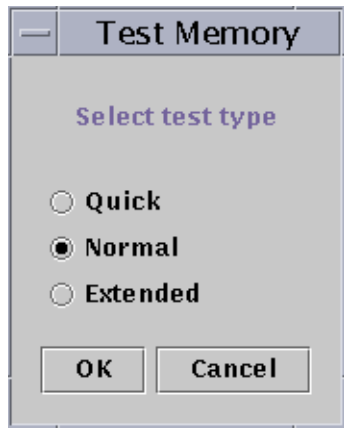 Test Memory
Select test type
Quick
Normal
Extended
OK Cancel